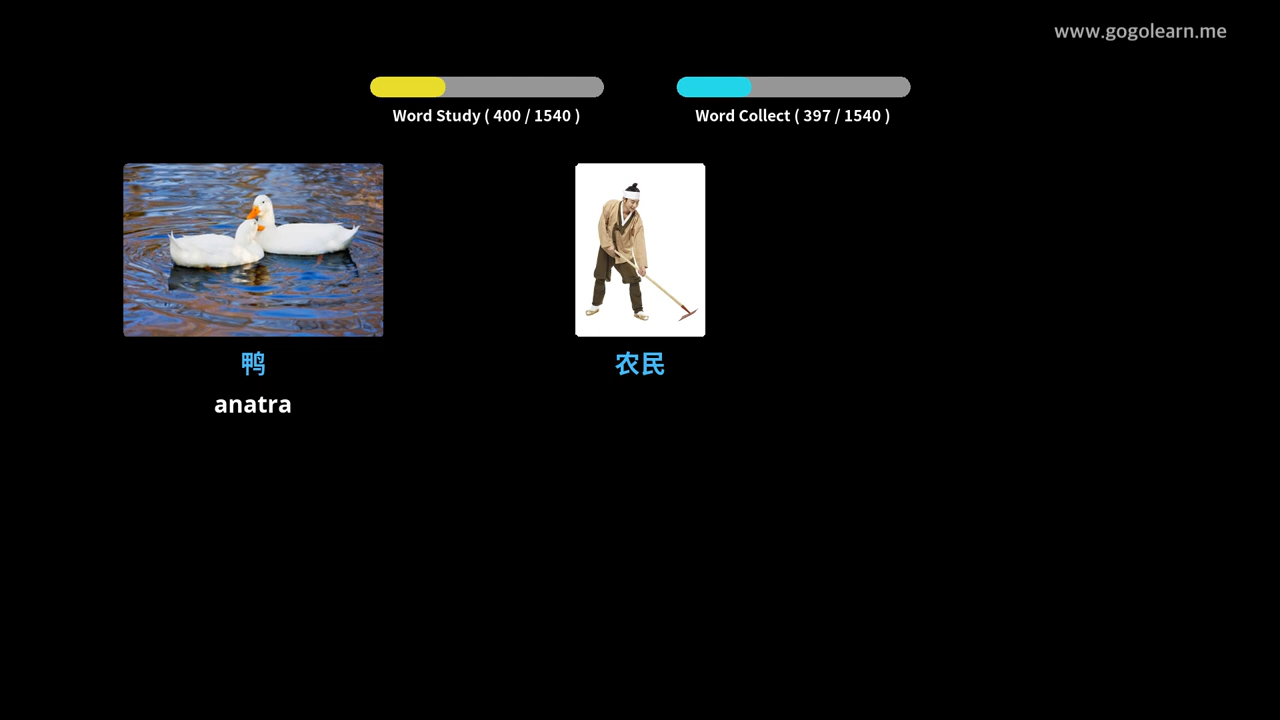 www.gogolearn.me
Word Study ( 400 / 1540 )
Word Collect ( 397 / 1540 )
鸭
农民
anatra